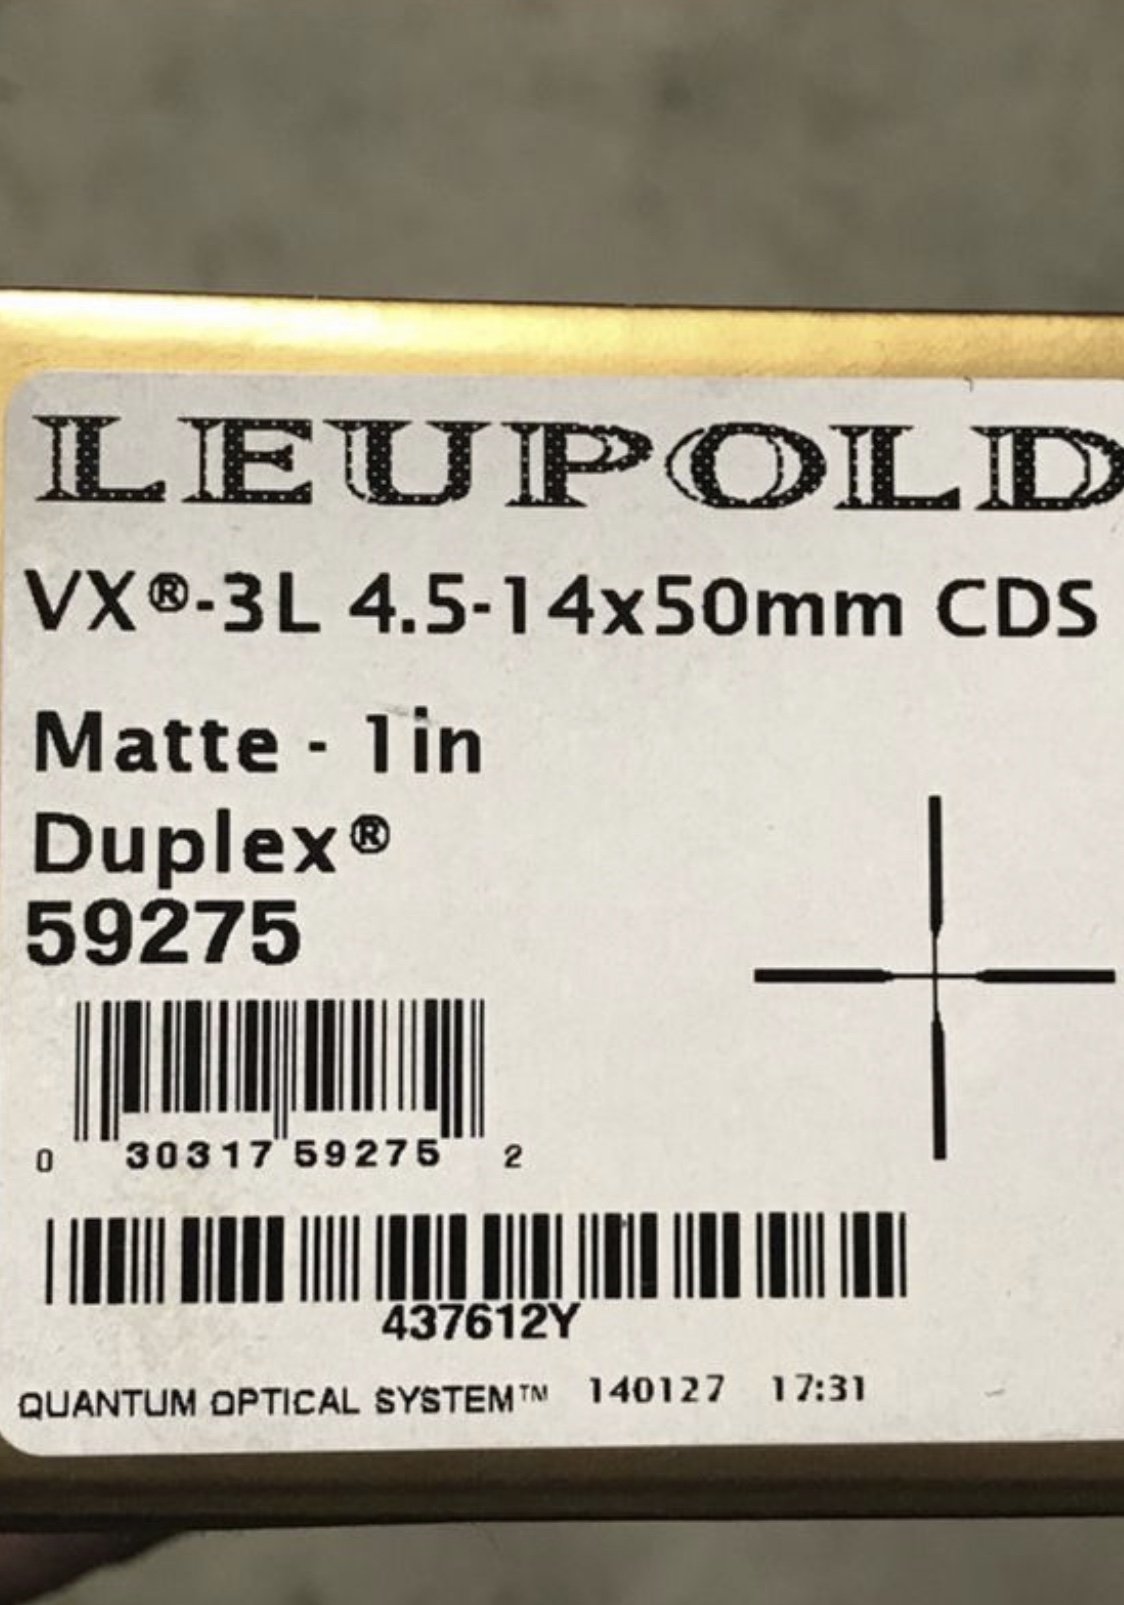 LEUPOLD
VX®-3L 4.5-14x50mm CDS
Matte - 1in
Duplex®
59275
0 30317 59275 2
437612Y
QUANTUM OPTICAL SYSTEM™ 140127 17:31